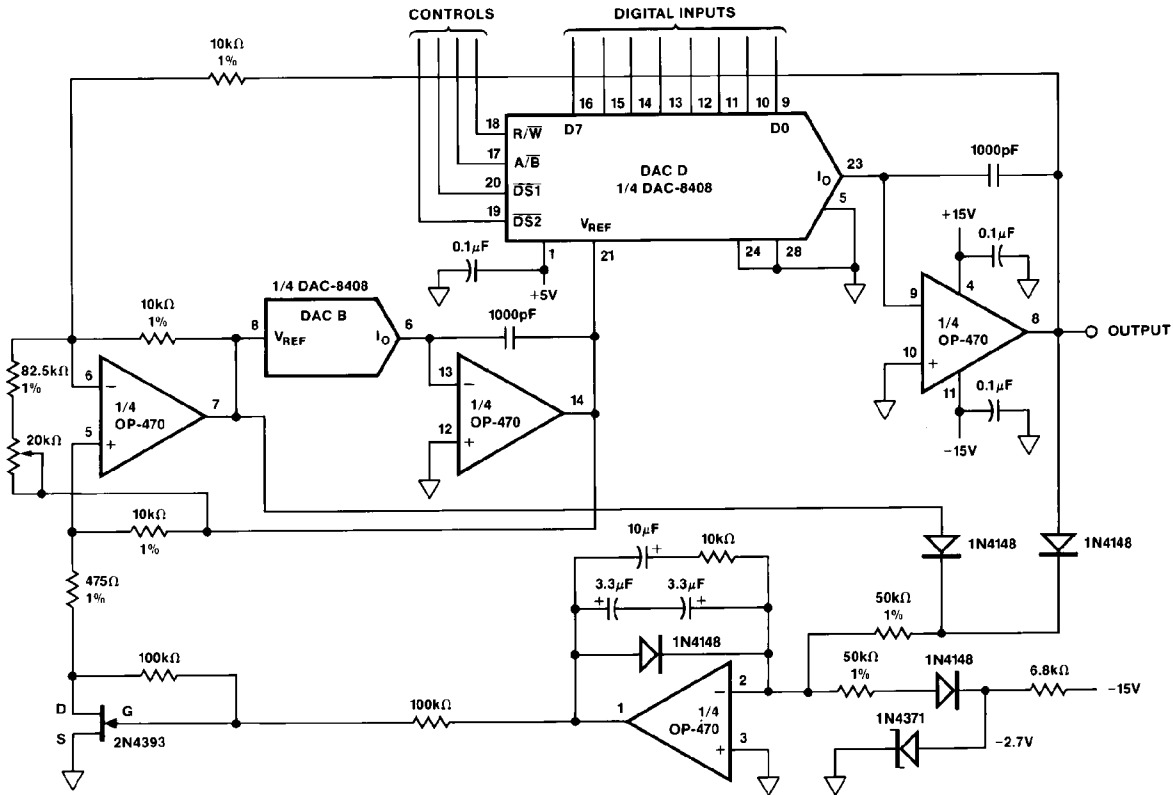 CONTROLS
DIGITAL INPUTS
10kΩ
1%
16
15
14
13
12
11
10
9
D7
D0
18
R/W̅
17
A/B̅
20
D̅S̅1̅
19
D̅S̅2̅
DAC D
1/4 DAC-8408
VREF
IO
23
5
1000pF
0.1µF
1
+5V
21
24
28
+15V
0.1µF
4
9
1/4
OP-470
8
OUTPUT
10
+
11
0.1µF
−15V
1/4 DAC-8408
DAC B
8
VREF
IO
6
1000pF
10kΩ
1%
82.5kΩ
1%
6
−
1/4
OP-470
7
5
+
20kΩ
13
−
1/4
OP-470
14
12
+
10kΩ
1%
475Ω
1%
10µF
+
10kΩ
3.3µF
+
3.3µF
+
1N4148
1N4148
1N4148
50kΩ
1%
50kΩ
1%
1N4148
6.8kΩ
−15V
1N4371
−2.7V
100kΩ
100kΩ
1
2
−
1/4
OP-470
3
+
D
G
S
2N4393